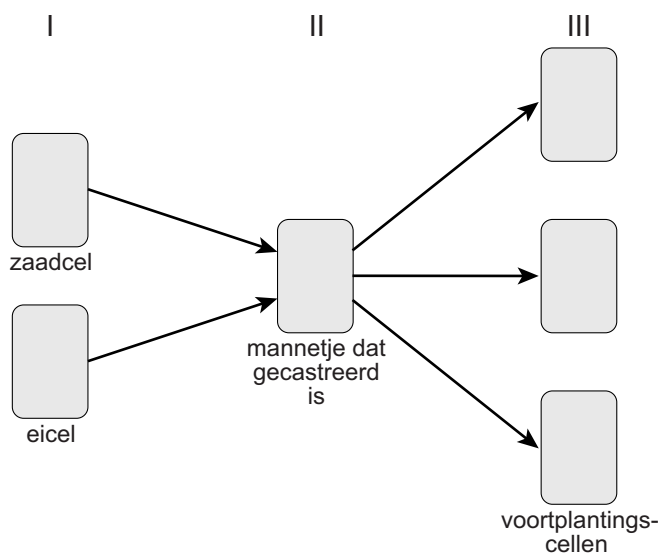 I
II
III
zaadcel
eicel
mannetje dat
gecastreerd
is
voortplantings-
cellen